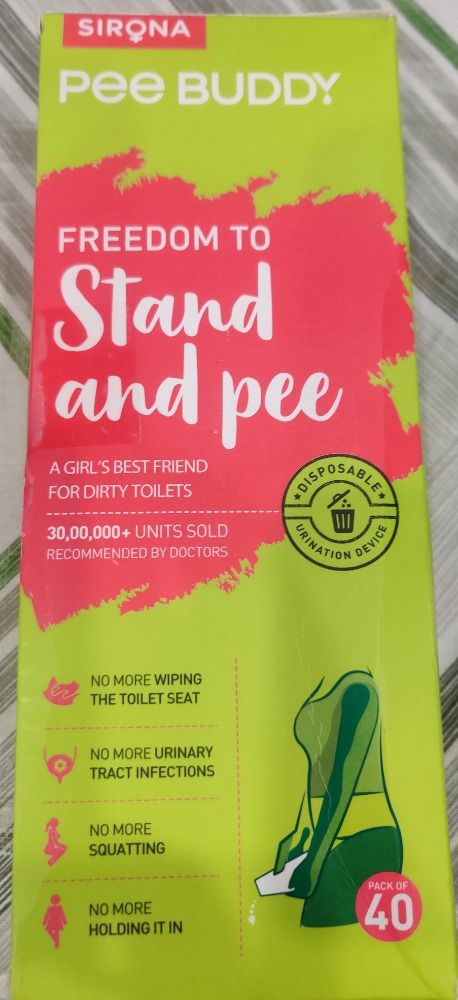 SIRONA
Pee BUDDY
FREEDOM TO
Stand
and pee
A GIRL'S BEST FRIEND
FOR DIRTY TOILETS
30,00,000+ UNITS SOLD
RECOMMENDED BY DOCTORS
DISPOSABLE
URINATION DEVICE
NO MORE WIPING
THE TOILET SEAT
NO MORE URINARY
TRACT INFECTIONS
NO MORE
SQUATTING
NO MORE
HOLDING IT IN
PACK OF
40